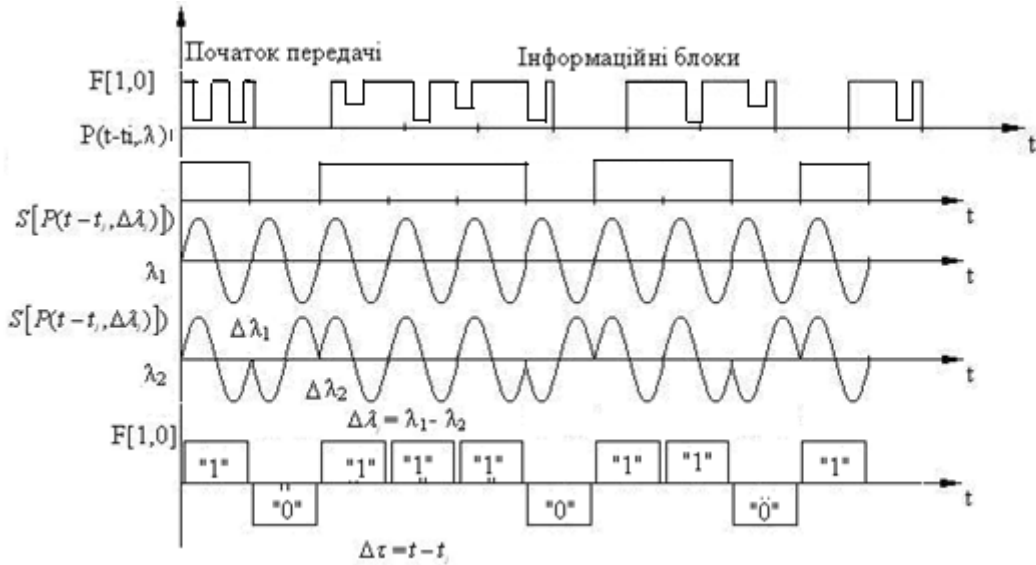 Початок передачі
Інформаційні блоки
F[1,0]
P(t-ti,.λ)
t
t
S[P(t−t_i,Δλ_i)])
t
λ1
S[P(t−t_i,Δλ_i)])
Δλ1
t
λ2
Δλ2
Δλ_i = λ1 - λ2
F[1,0]
"1" "1" "1" "1" "1" "1" "1"
t
"0" "0" "0"
Δτ = t − t_i